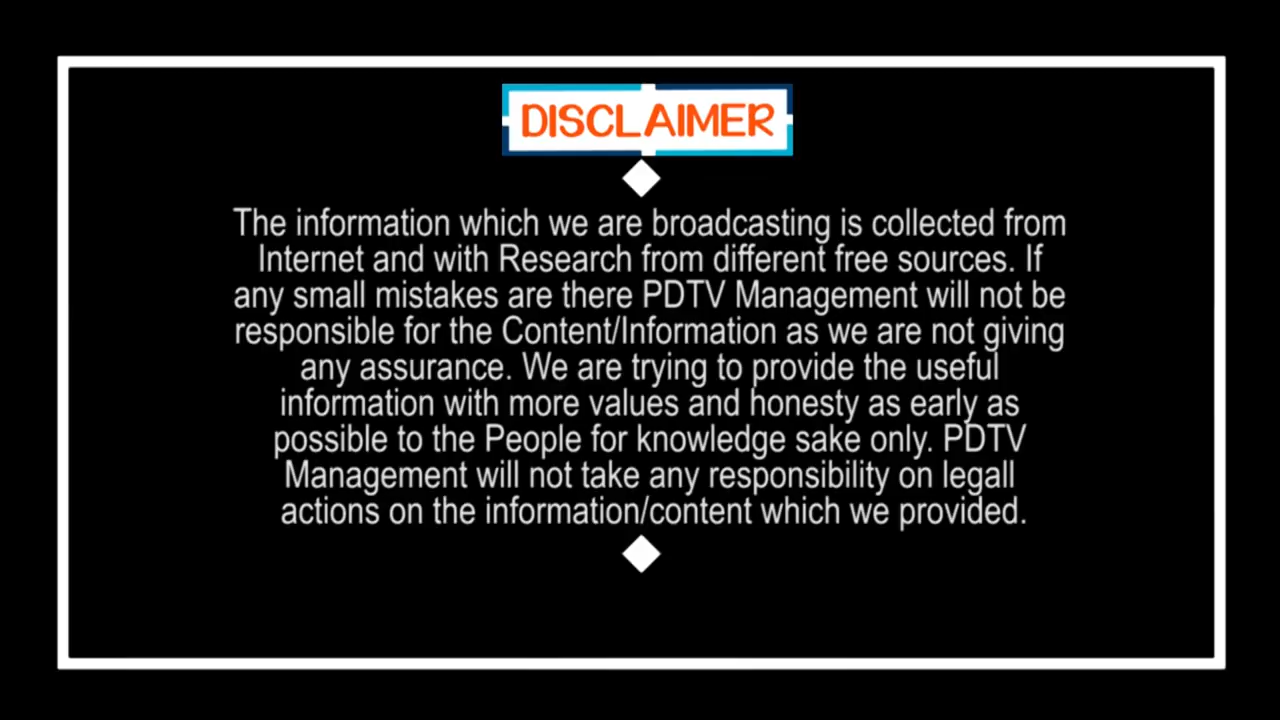 DISCLAIMER
The information which we are broadcasting is collected from
Internet and with Research from different free sources. If
any small mistakes are there PDTV Management will not be
responsible for the Content/Information as we are not giving
any assurance. We are trying to provide the useful
information with more values and honesty as early as
possible to the People for knowledge sake only. PDTV
Management will not take any responsibility on legall
actions on the information/content which we provided.